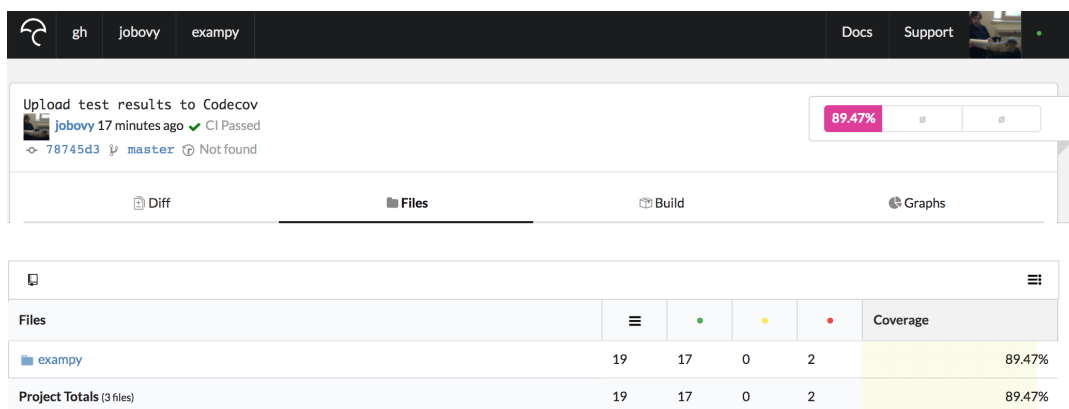 gh jobovy exampy Docs Support
Upload test results to Codecov
jobovy 17 minutes ago CI Passed
78745d3 master Not found
89.47% ø ø
Diff Files Build Graphs
Files Coverage
exampy 19 17 0 2 89.47%
Project Totals (3 files) 19 17 0 2 89.47%